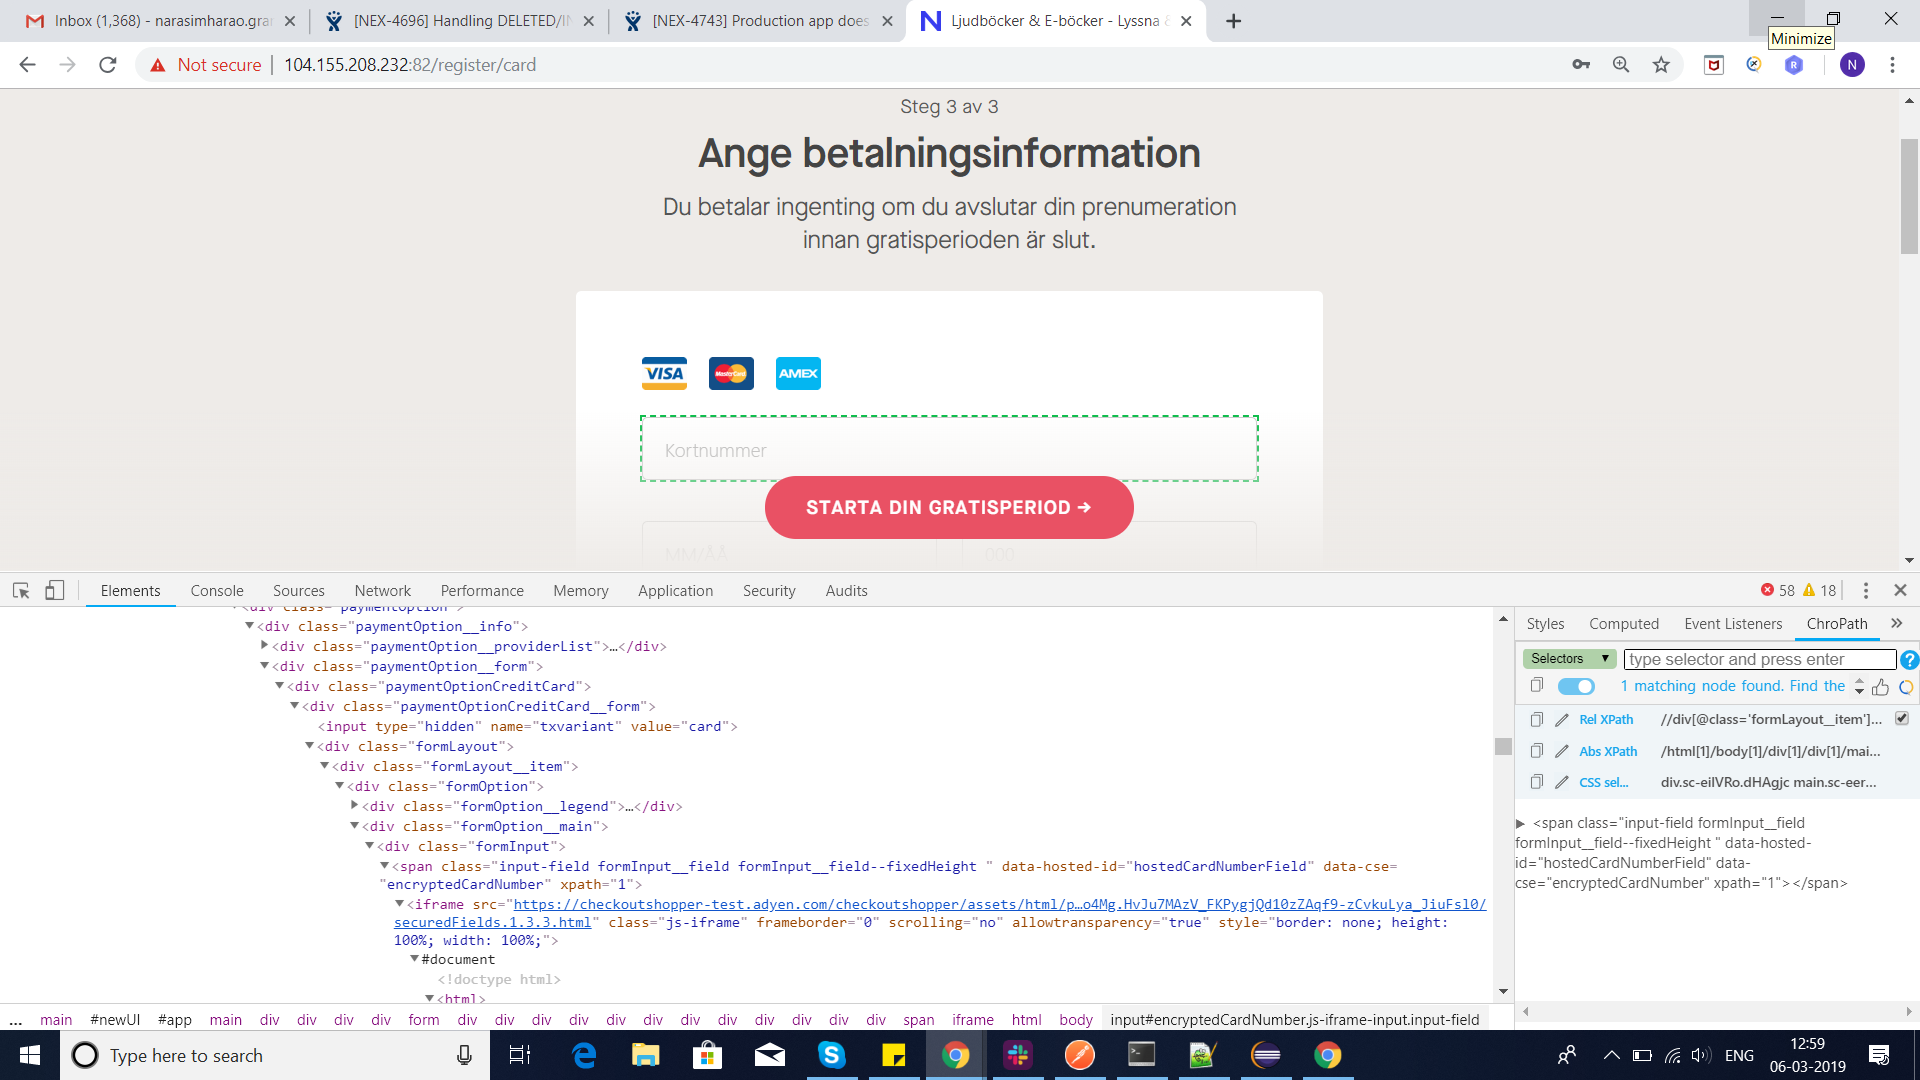 Inbox (1,368) - narasimharao.gra
[NEX-4696] Handling DELETED/I
[NEX-4743] Production app does
Ljudböcker & E-böcker - Lyssna
Minimize
Not secure
104.155.208.232:82/register/card
N
Steg 3 av 3
Ange betalningsinformation
Du betalar ingenting om du avslutar din prenumeration
innan gratisperioden är slut.
VISA
MasterCard
AMEX
Kortnummer
STARTA DIN GRATISPERIOD →
MM/ÅÅ 000
Elements Console Sources Network Performance Memory Application Security Audits
58 18
<div class="paymentOption">
<div class="paymentOption__info">
<div class="paymentOption__providerList">…</div>
<div class="paymentOption__form">
<div class="paymentOptionCreditCard">
<div class="paymentOptionCreditCard__form">
<input type="hidden" name="txvariant" value="card">
<div class="formLayout">
<div class="formLayout__item">
<div class="formOption">
<div class="formOption__legend">…</div>
<div class="formOption__main">
<div class="formInput">
<span class="input-field formInput__field formInput__field--fixedHeight " data-hosted-id="hostedCardNumberField" data-cse=
"encryptedCardNumber" xpath="1">
<iframe src="https://checkoutshopper-test.adyen.com/checkoutshopper/assets/html/p…o4Mg.HvJu7MAzV_FKPygjQd10zZAqf9-zCvkuLya_JiuFsl0/
securedFields.1.3.3.html" class="js-iframe" frameborder="0" scrolling="no" allowtransparency="true" style="border: none; height:
100%; width: 100%;">
#document
<!doctype html>
<html>
... main #newUI #app main div div div div form div div div div div div div div div div div div span iframe html body input#encryptedCardNumber.js-iframe-input.input-field
Styles Computed Event Listeners ChroPath »
Selectors ▼ type selector and press enter ?
1 matching node found. Find the
Rel XPath //div[@class='formLayout__item']...
Abs XPath /html[1]/body[1]/div[1]/div[1]/mai...
CSS sel... div.sc-eilVRo.dHAgjc main.sc-eer...
<span class="input-field formInput__field
formInput__field--fixedHeight " data-hosted-
id="hostedCardNumberField" data-
cse="encryptedCardNumber" xpath="1"></span>
Type here to search
ENG
12:59
06-03-2019